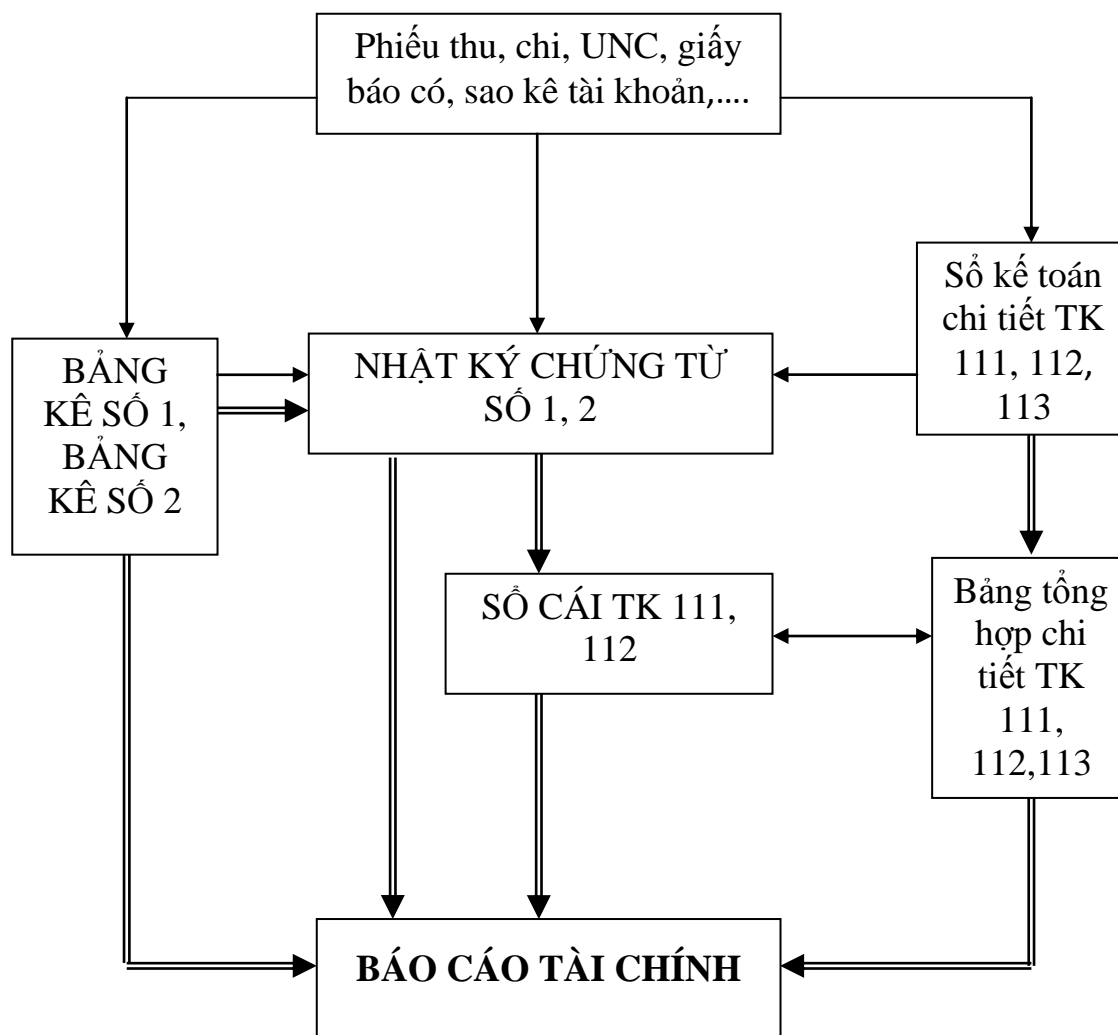 Phiếu thu, chi, UNC, giấy
báo có, sao kê tài khoản,….
Sổ kế toán
chi tiết TK
111, 112,
113
BẢNG
KÊ SỐ 1,
BẢNG
KÊ SỐ 2
NHẬT KÝ CHỨNG TỪ
SỐ 1, 2
SỔ CÁI TK 111,
112
Bảng tổng
hợp chi
tiết TK
111,
112,113
BÁO CÁO TÀI CHÍNH